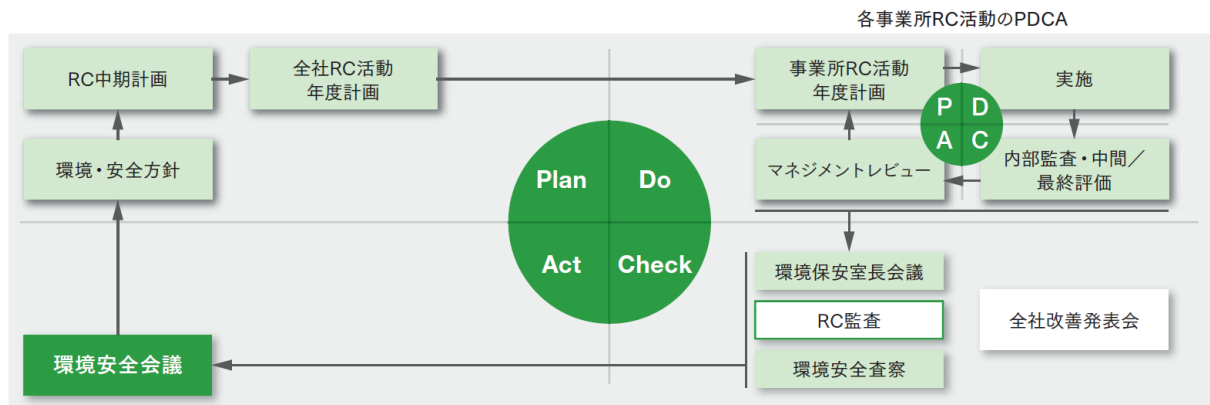 各事業所RC活動のPDCA
RC中期計画
全社RC活動
年度計画
事業所RC活動
年度計画
実施
P D
A C
環境・安全方針
マネジメントレビュー
内部監査・中間／
最終評価
Plan Do
Act Check
環境保安室長会議
RC監査
全社改善発表会
環境安全会議
環境安全査察